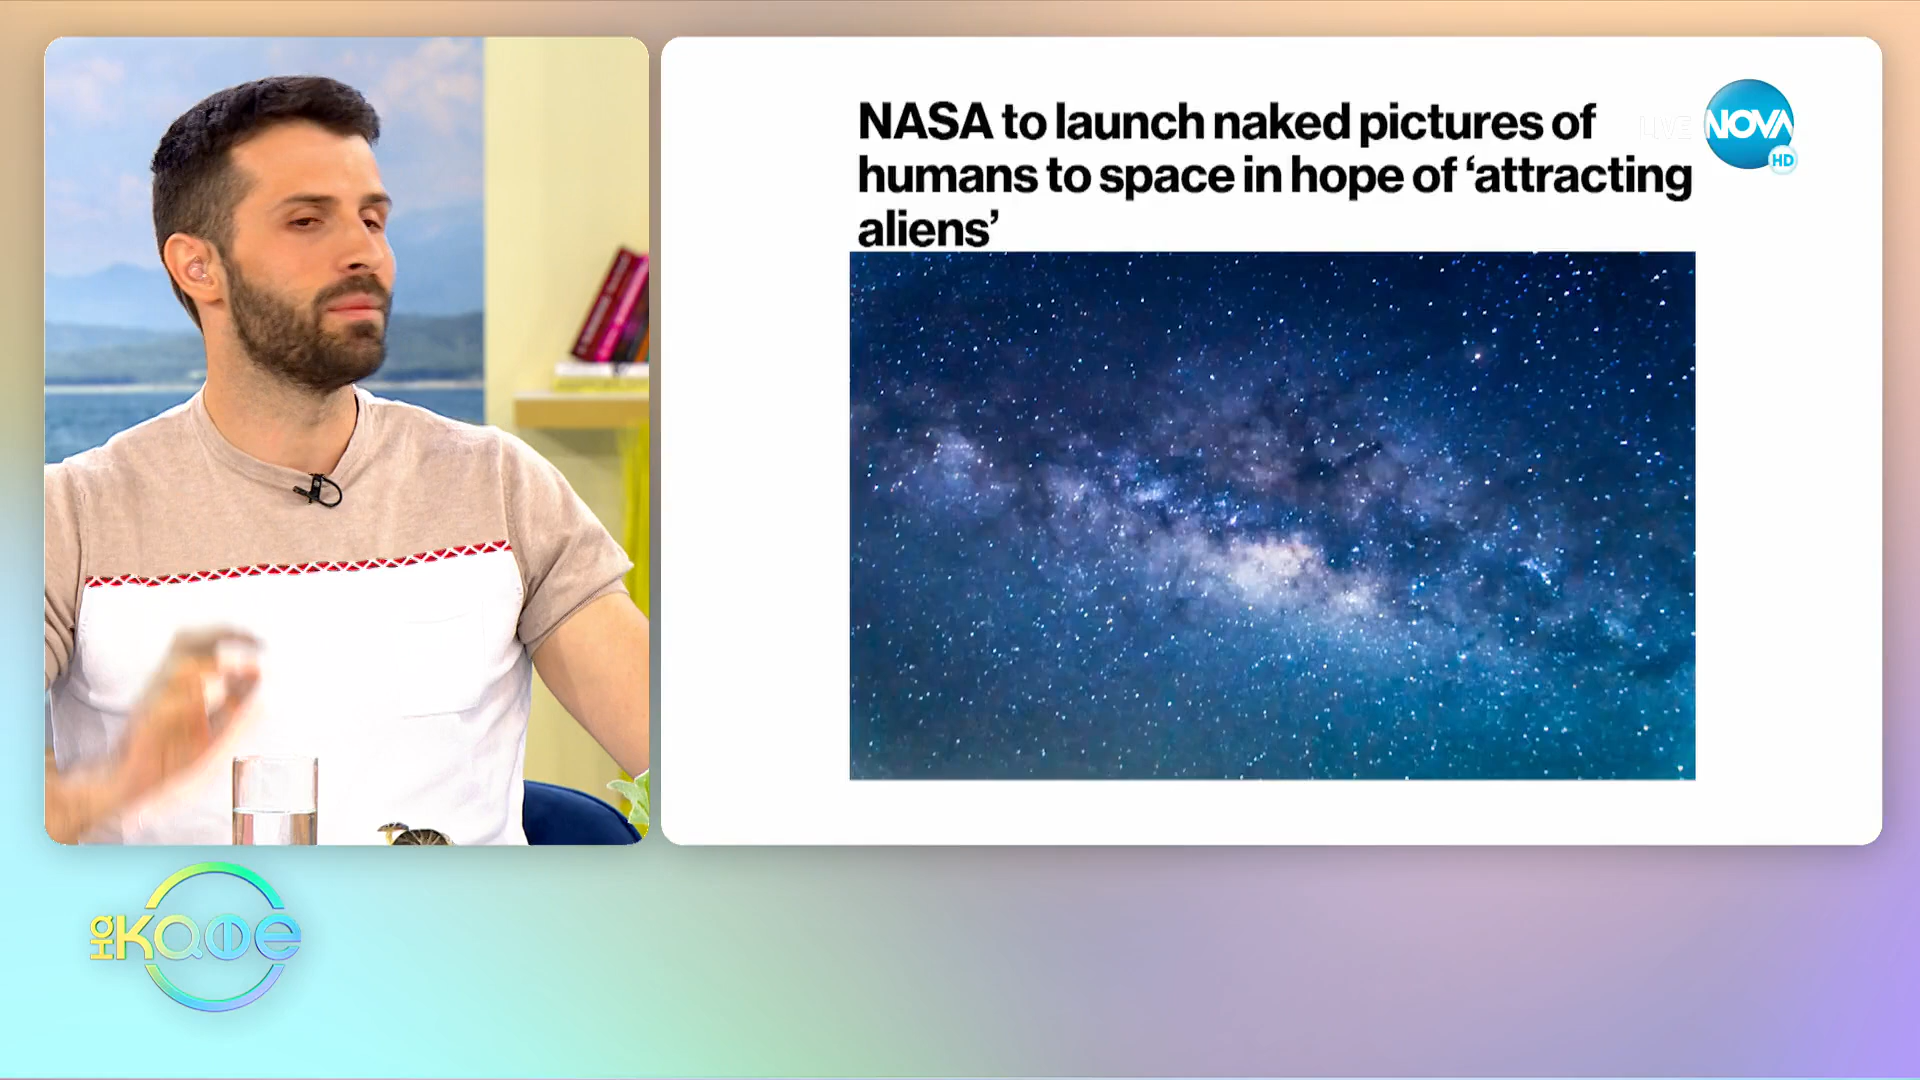 NASA to launch naked pictures of
humans to space in hope of ‘attracting
aliens’
LIVE
NOVA
HD
на кафе